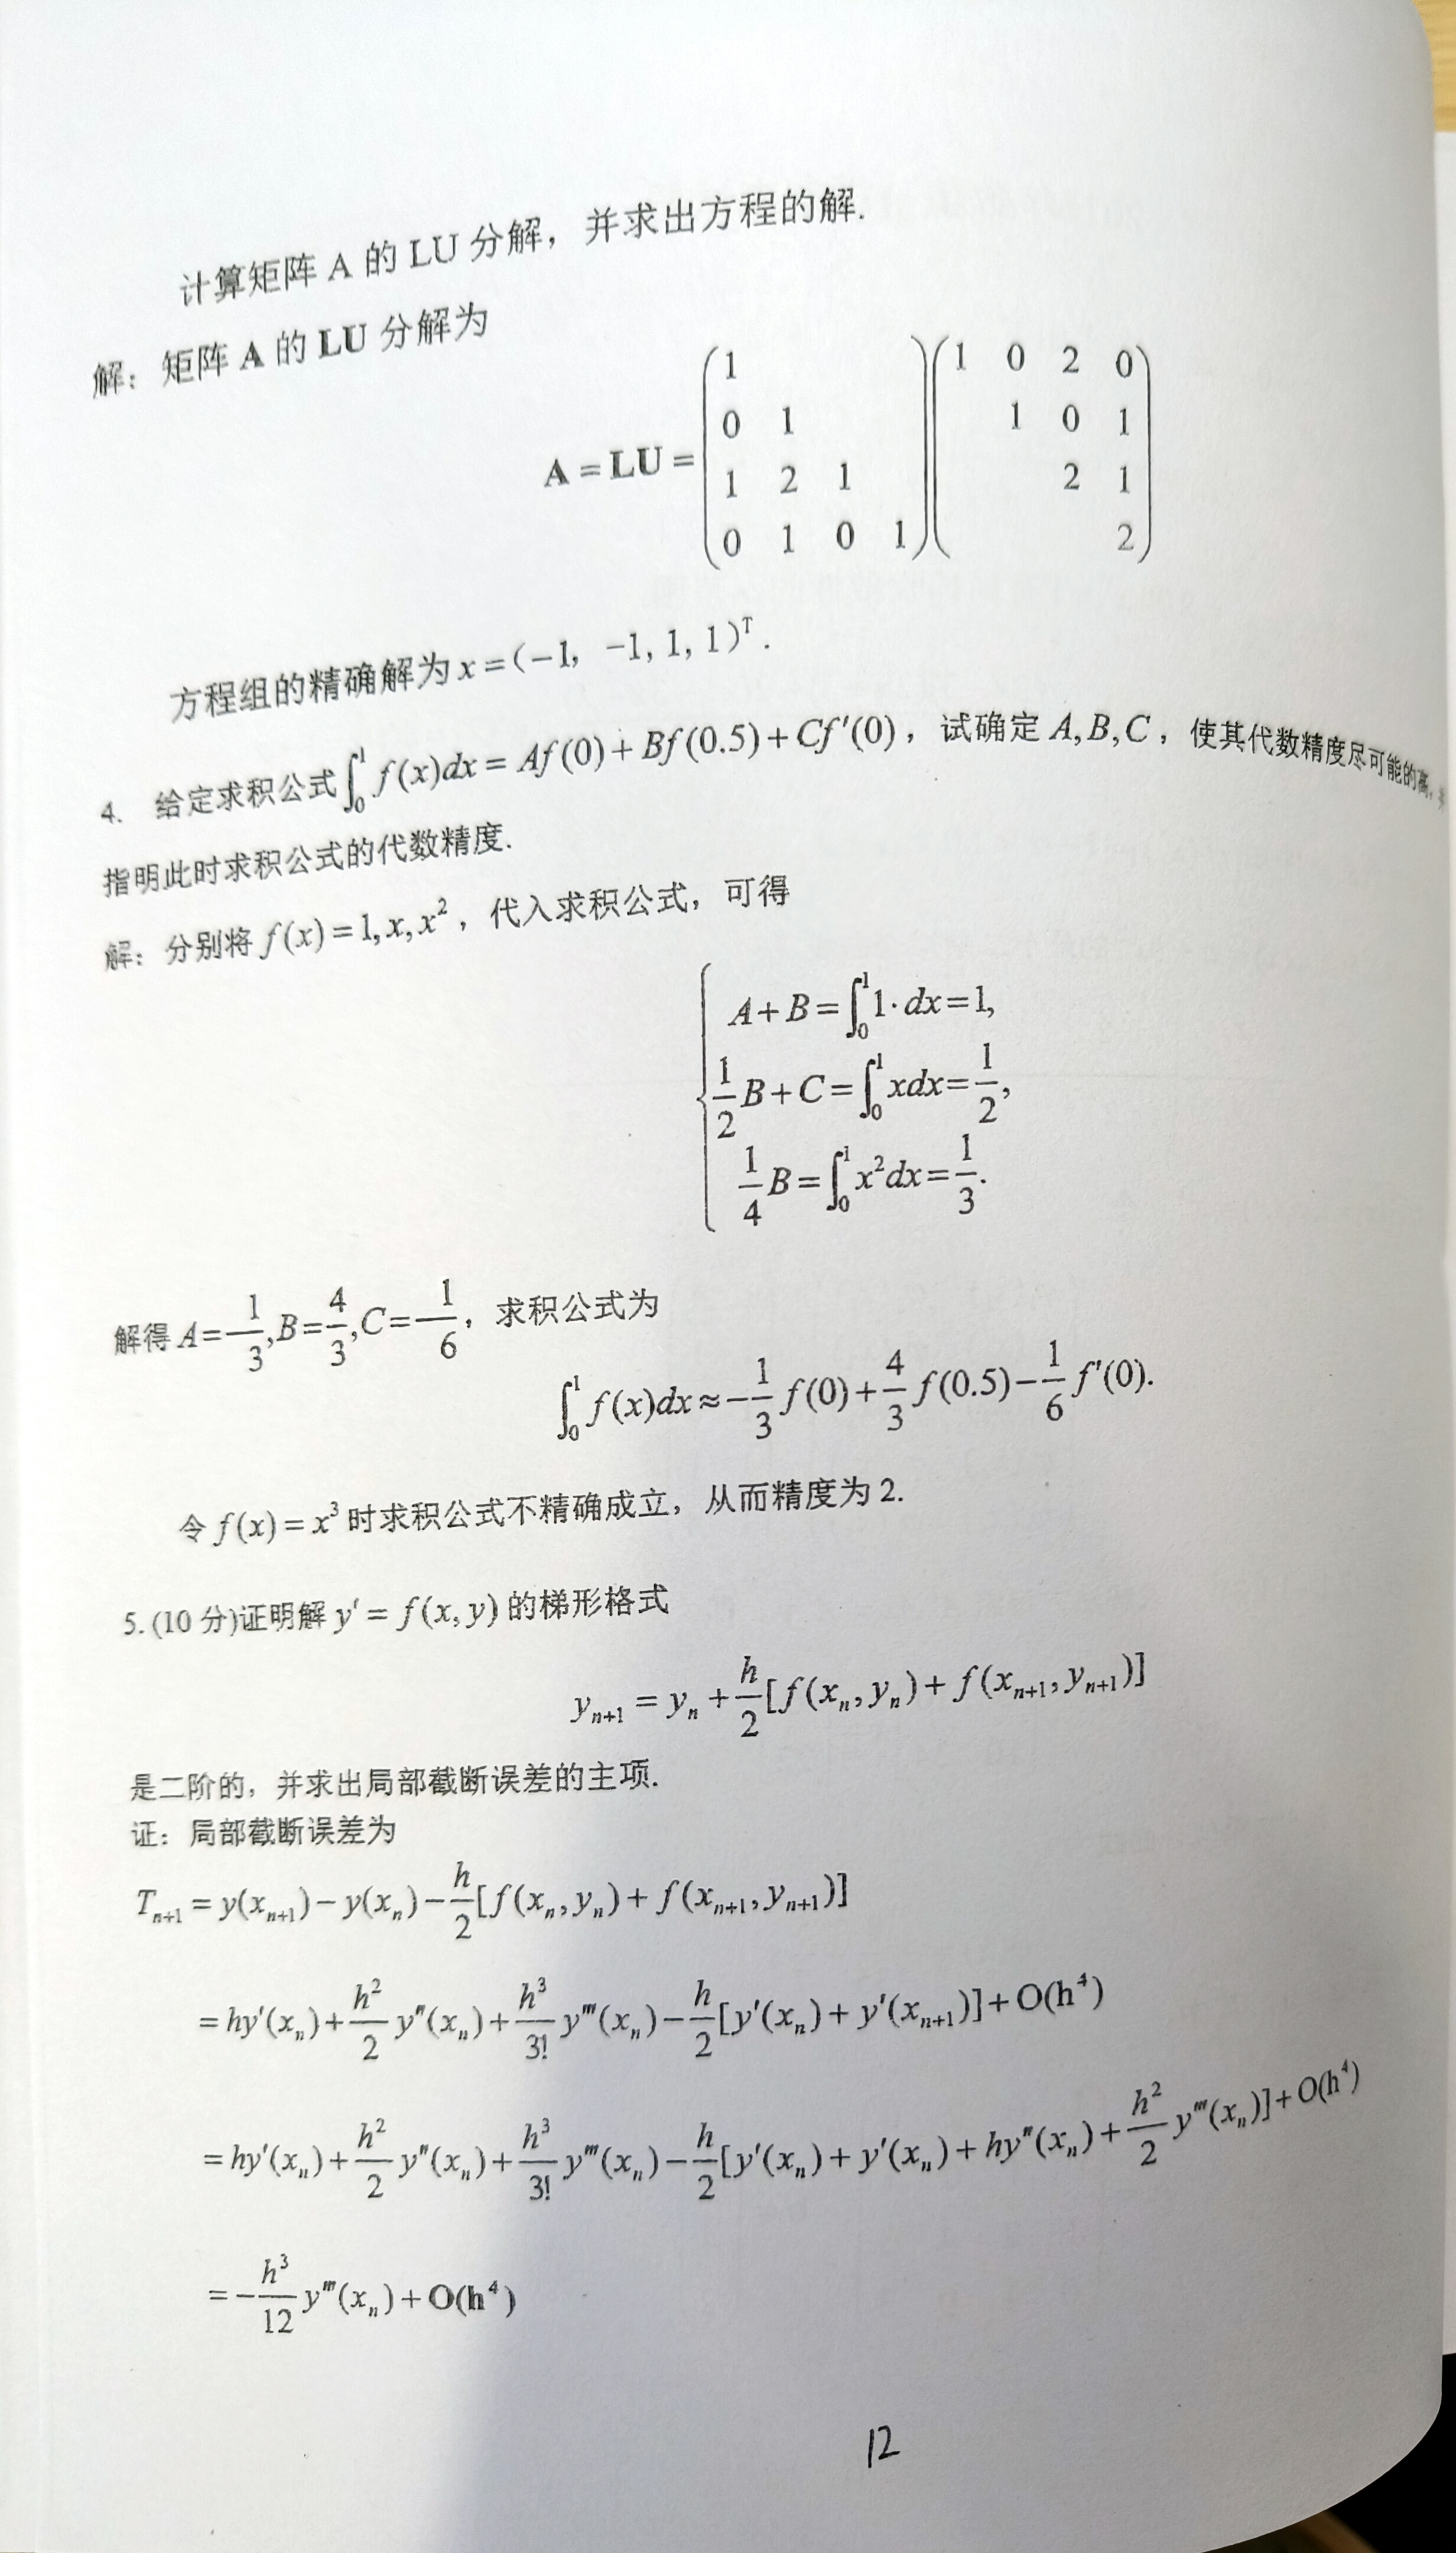 计算矩阵 A 的 LU 分解，并求出方程的解.
解：矩阵 A 的 LU 分解为
A = LU = \begin{pmatrix} 1 & & & \\ 0 & 1 & & \\ 1 & 2 & 1 & \\ 0 & 1 & 0 & 1 \end{pmatrix} \begin{pmatrix} 1 & 0 & 2 & 0 \\ & 1 & 0 & 1 \\ & & 2 & 1 \\ & & & 2 \end{pmatrix}
方程组的精确解为 x = (-1, -1, 1, 1)^T .
4. 给定求积公式 \int_0^1 f(x)dx = Af(0) + Bf(0.5) + Cf'(0)，试确定 A, B, C，使其代数精度尽可能的高，
指明此时求积公式的代数精度.
解：分别将 f(x) = 1, x, x^2，代入求积公式，可得
A + B = \int_0^1 1 \cdot dx = 1,
\frac{1}{2}B + C = \int_0^1 xdx = \frac{1}{2},
\frac{1}{4}B = \int_0^1 x^2dx = \frac{1}{3}.
解得 A = -\frac{1}{3}, B = \frac{4}{3}, C = -\frac{1}{6}，求积公式为
\int_0^1 f(x)dx ≈ -\frac{1}{3}f(0) + \frac{4}{3}f(0.5) - \frac{1}{6}f'(0).
令 f(x) = x^3 时求积公式不精确成立，从而精度为 2.
5. (10 分)证明解 y' = f(x, y) 的梯形格式
y_{n+1} = y_n + \frac{h}{2}[f(x_n, y_n) + f(x_{n+1}, y_{n+1})]
是二阶的，并求出局部截断误差的主项.
证：局部截断误差为
T_{n+1} = y(x_{n+1}) - y(x_n) - \frac{h}{2}[f(x_n, y_n) + f(x_{n+1}, y_{n+1})]
= hy'(x_n) + \frac{h^2}{2}y''(x_n) + \frac{h^3}{3!}y'''(x_n) - \frac{h}{2}[y'(x_n) + y'(x_{n+1})] + O(h^4)
= hy'(x_n) + \frac{h^2}{2}y''(x_n) + \frac{h^3}{3!}y'''(x_n) - \frac{h}{2}[y'(x_n) + y'(x_n) + hy''(x_n) + \frac{h^2}{2}y'''(x_n)] + O(h^4)
= -\frac{h^3}{12}y'''(x_n) + O(h^4)
12